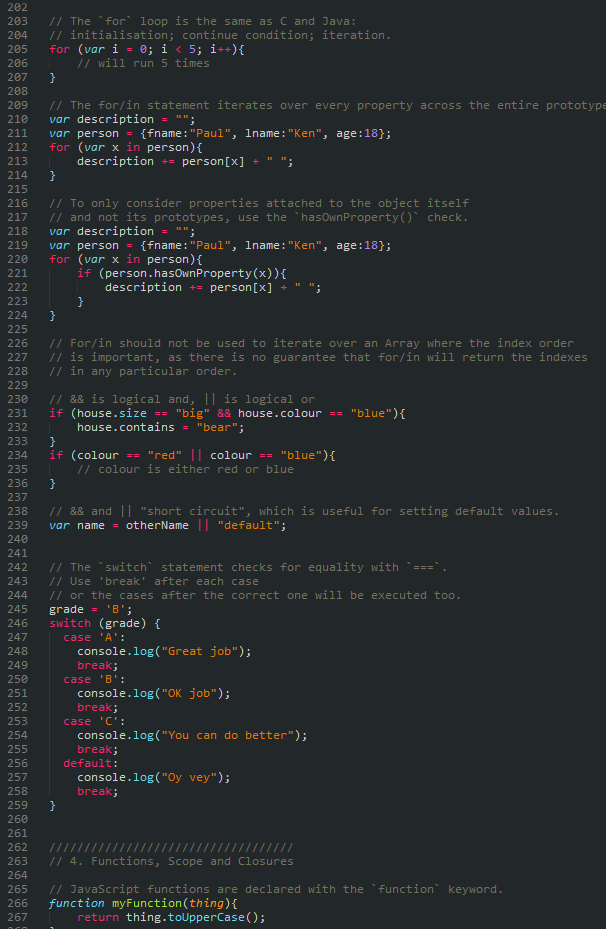 202
203 // The `for` loop is the same as C and Java:
204 // initialisation; continue condition; iteration.
205 for (var i = 0; i < 5; i++){
206     // will run 5 times
207 }
208
209 // The for/in statement iterates over every property across the entire prototype
210 var description = "";
211 var person = {fname:"Paul", lname:"Ken", age:18};
212 for (var x in person){
213     description += person[x] + " ";
214 }
215
216 // To only consider properties attached to the object itself
217 // and not its prototypes, use the `hasOwnProperty()` check.
218 var description = "";
219 var person = {fname:"Paul", lname:"Ken", age:18};
220 for (var x in person){
221     if (person.hasOwnProperty(x)){
222         description += person[x] + " ";
223     }
224 }
225
226 // For/in should not be used to iterate over an Array where the index order
227 // is important, as there is no guarantee that for/in will return the indexes
228 // in any particular order.
229
230 // && is logical and, || is logical or
231 if (house.size == "big" && house.colour == "blue"){
232     house.contains = "bear";
233 }
234 if (colour == "red" || colour == "blue"){
235     // colour is either red or blue
236 }
237
238 // && and || "short circuit", which is useful for setting default values.
239 var name = otherName || "default";
240
241
242 // The `switch` statement checks for equality with `===`.
243 // Use 'break' after each case
244 // or the cases after the correct one will be executed too.
245 grade = 'B';
246 switch (grade) {
247   case 'A':
248     console.log("Great job");
249     break;
250   case 'B':
251     console.log("OK job");
252     break;
253   case 'C':
254     console.log("You can do better");
255     break;
256   default:
257     console.log("Oy vey");
258     break;
259 }
260
261
262 ///////////////////////////////////
263 // 4. Functions, Scope and Closures
264
265 // JavaScript functions are declared with the `function` keyword.
266 function myFunction(thing){
267     return thing.toUpperCase();